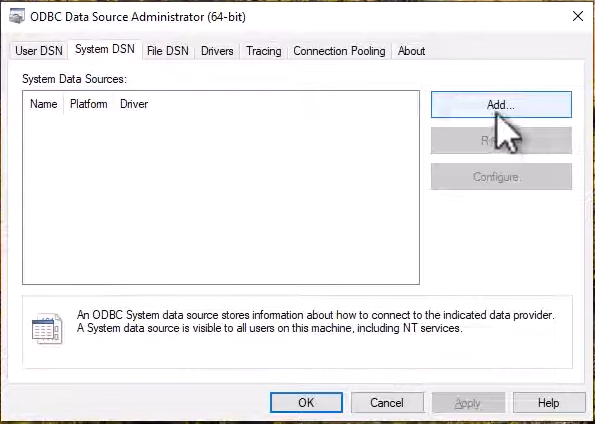 ODBC Data Source Administrator (64-bit)
User DSN System DSN File DSN Drivers Tracing Connection Pooling About
System Data Sources:
Name Platform Driver
Add...
Configure...
An ODBC System data source stores information about how to connect to the indicated data provider.
A System data source is visible to all users on this machine, including NT services.
OK Cancel Apply Help